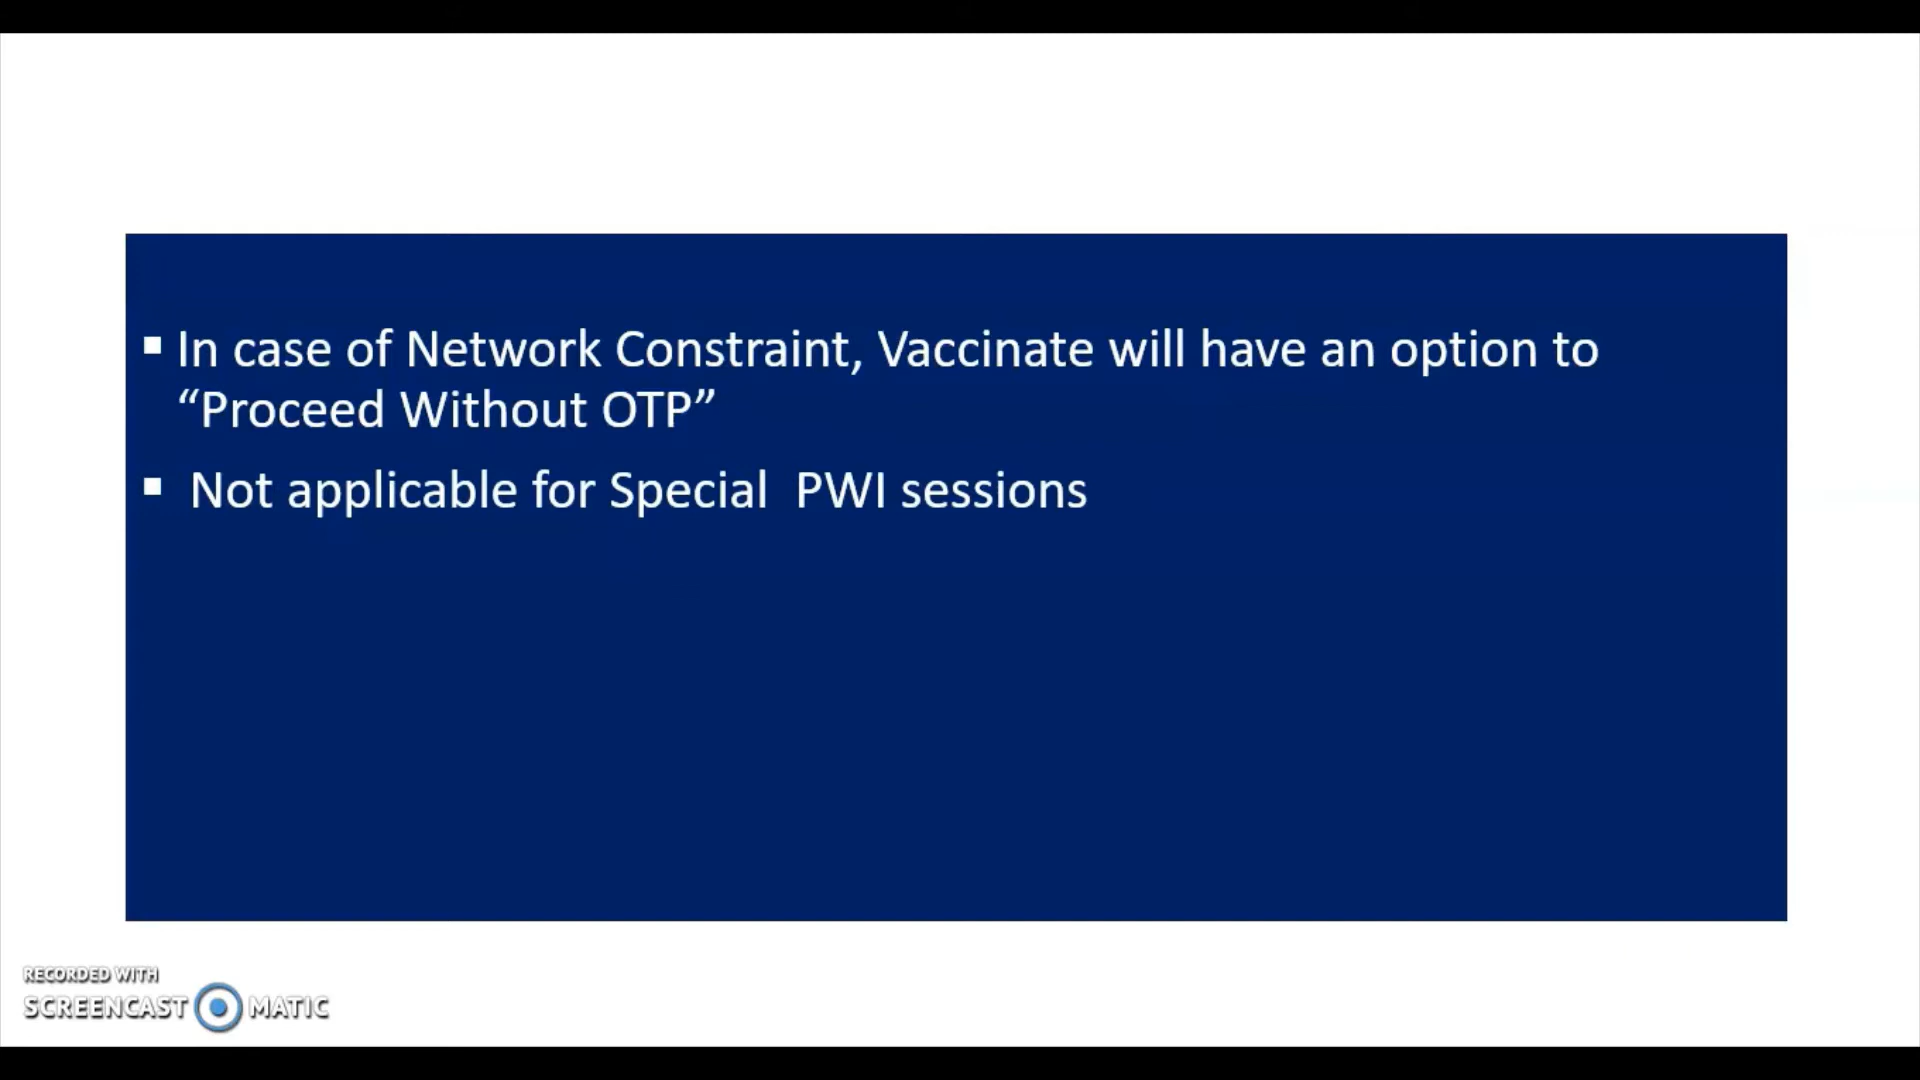 ▪ In case of Network Constraint, Vaccinate will have an option to
“Proceed Without OTP”
▪ Not applicable for Special  PWI sessions
RECORDED WITH
SCREENCAST MATIC